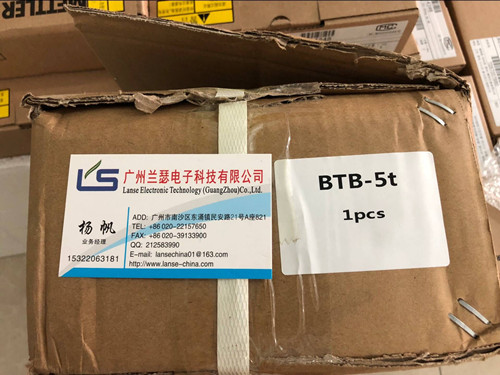 METTLER
LS
广州兰瑟电子科技有限公司
Lanse Electronic Technology (GuangZhou)Co., Ltd.
杨 帆
业务经理
15322063181
ADD: 广州市南沙区东涌镇民安路21号A座821
TEL: +86 020-22157650
FAX: +86 020-39133900
QQ: 212583990
E-mail: lansechina01@163.com
http://www.lanse-china.com
BTB-5t
1pcs